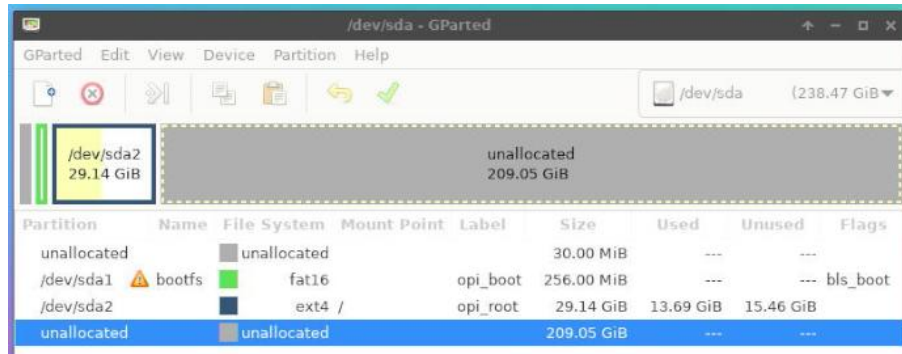 /dev/sda - GParted
GParted Edit View Device Partition Help
/dev/sda (238.47 GiB
/dev/sda2 unallocated
29.14 GiB 209.05 GiB
Partition Name File System Mount Point Label Size Used Unused Flags
unallocated unallocated 30.00 MiB --- ---
/dev/sda1 bootfs fat16 opi_boot 256.00 MiB --- --- bls_boot
/dev/sda2 ext4 / opi_root 29.14 GiB 13.69 GiB 15.46 GiB
unallocated unallocated 209.05 GiB --- ---